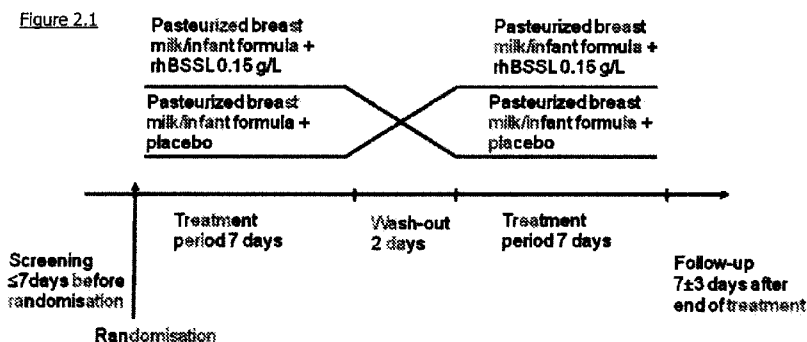 Figure 2.1
Pasteurized breast
milk/infant formula +
rhBSSL 0.15 g/L
Pasteurized breast
milk/infant formula +
rhBSSL 0.15 g/L
Pasteurized breast
milk/infant formula +
placebo
Pasteurized breast
milk/infant formula +
placebo
Treatment
period 7 days
Wash-out
2 days
Treatment
period 7 days
Screening
≤7days before
randomisation
Follow-up
7±3 days after
end of treatment
Randomisation